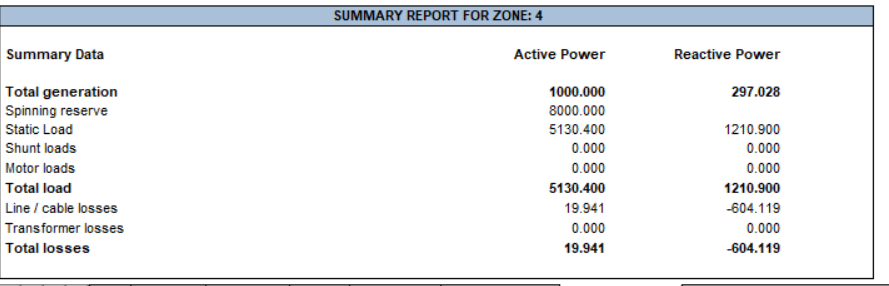 SUMMARY REPORT FOR ZONE: 4
Summary Data Active Power Reactive Power
Total generation 1000.000 297.028
Spinning reserve 8000.000
Static Load 5130.400 1210.900
Shunt loads 0.000 0.000
Motor loads 0.000 0.000
Total load 5130.400 1210.900
Line / cable losses 19.941 -604.119
Transformer losses 0.000 0.000
Total losses 19.941 -604.119